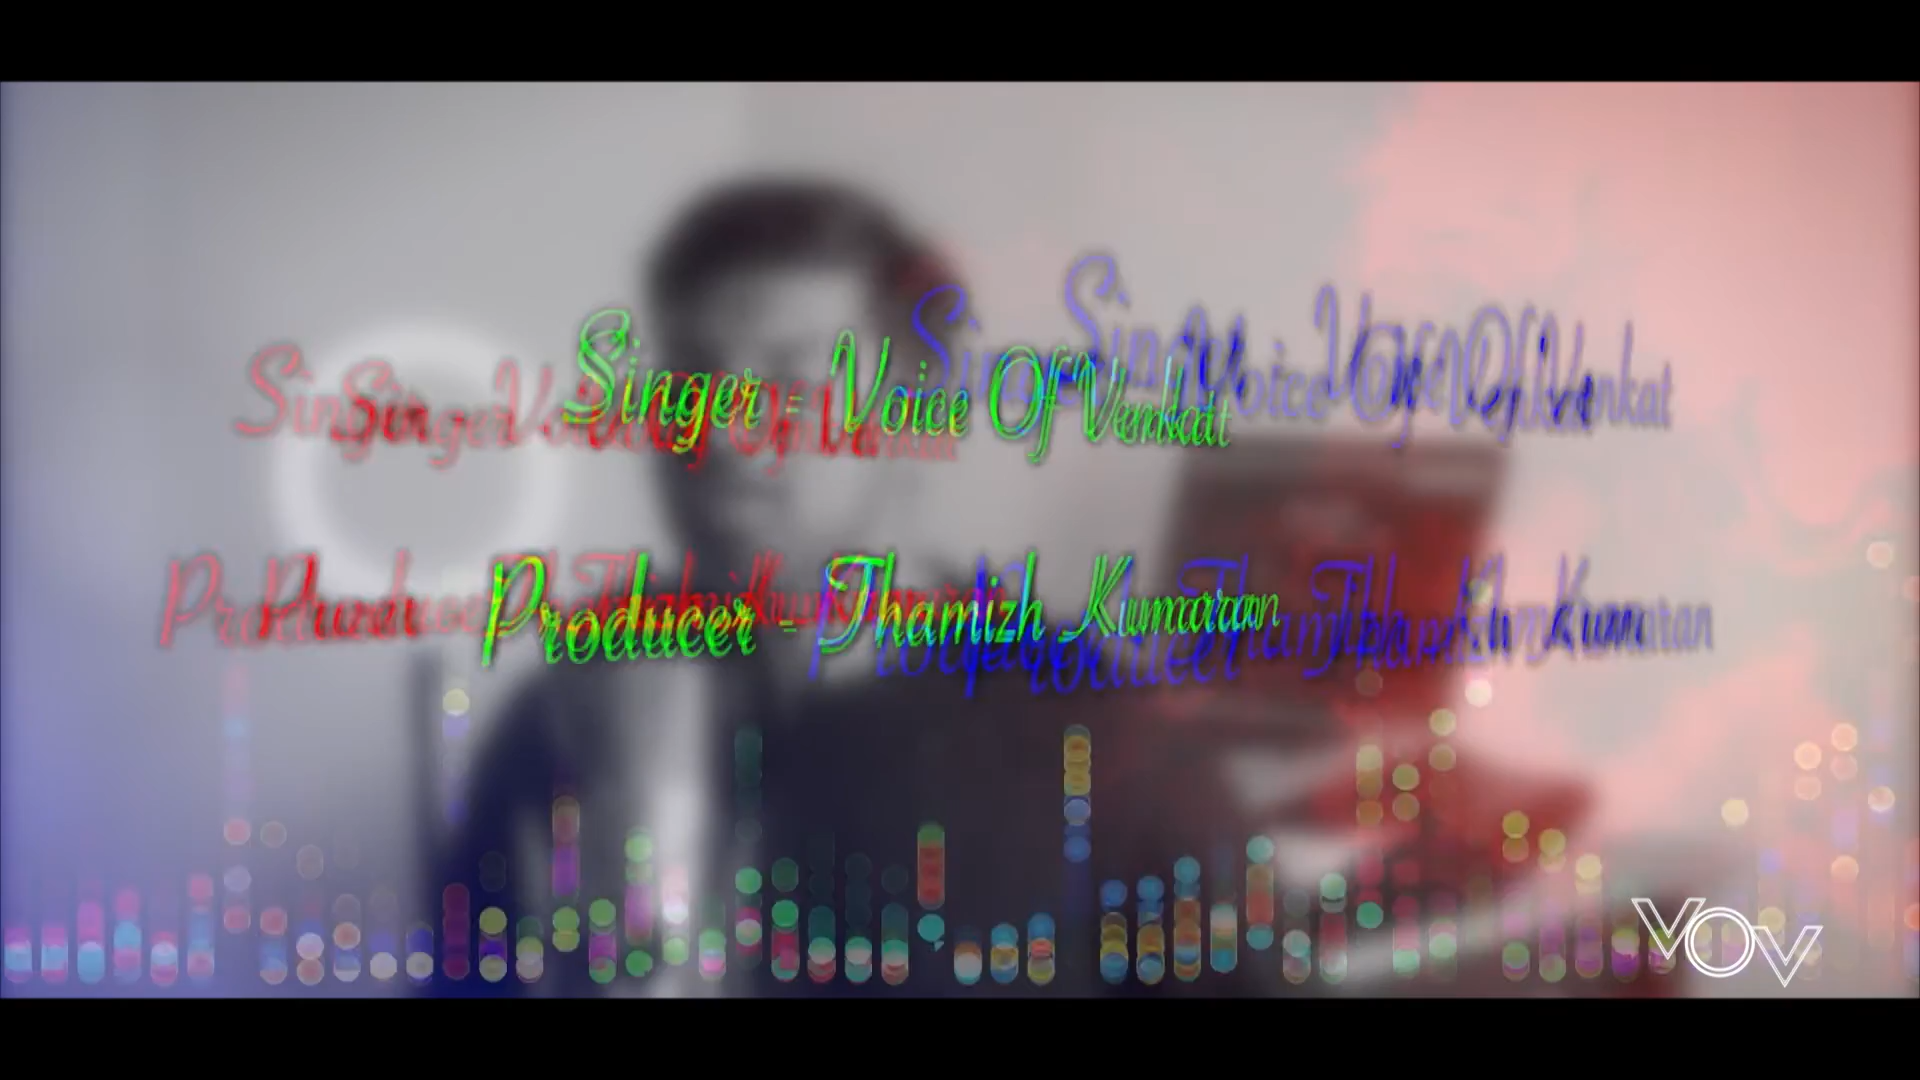 Singer - Voice Of Venkat
Producer - Thamizh Kumaran
VOV